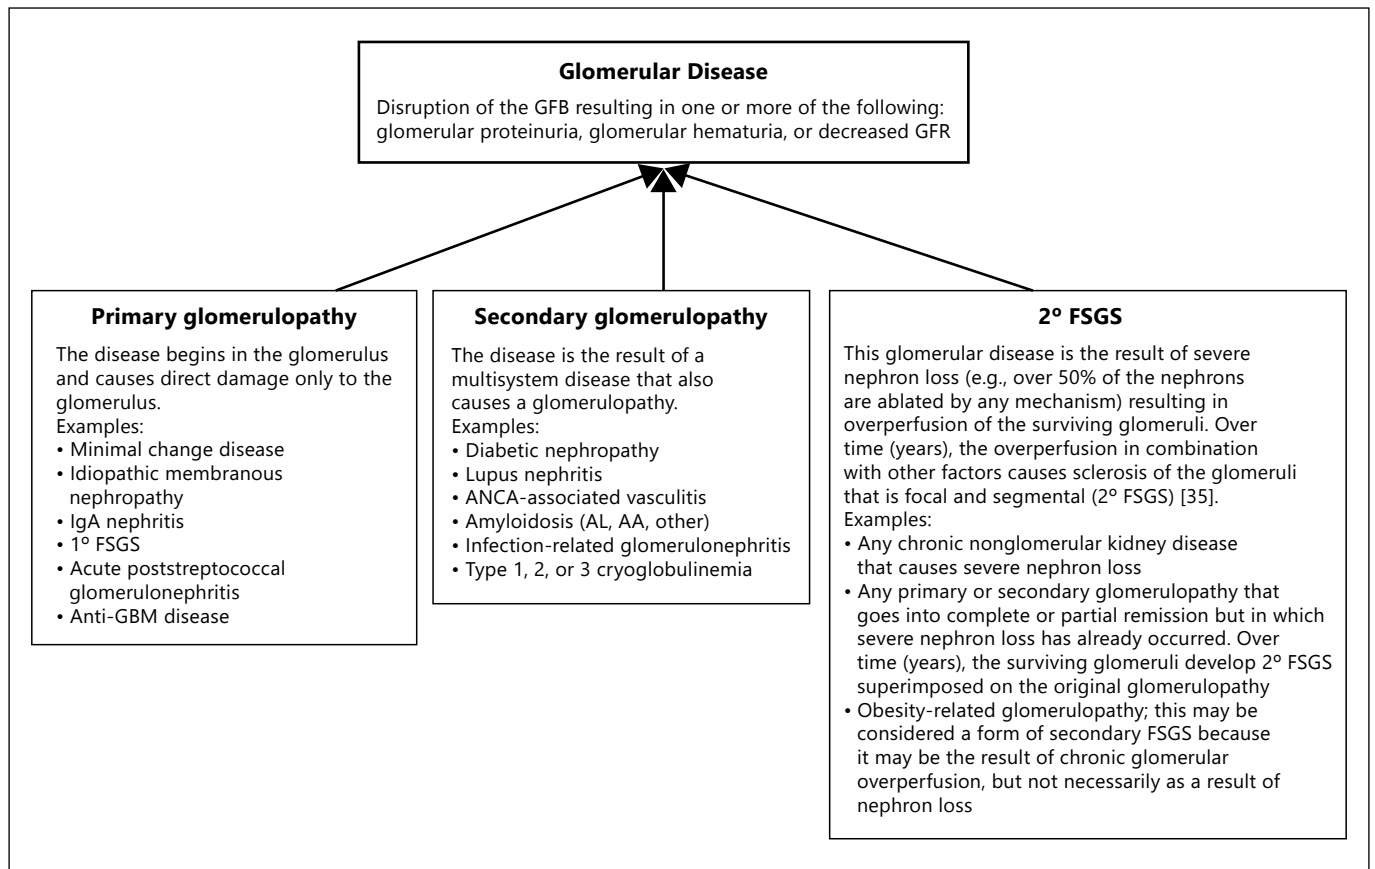 Glomerular Disease
Disruption of the GFB resulting in one or more of the following:
glomerular proteinuria, glomerular hematuria, or decreased GFR
Primary glomerulopathy
The disease begins in the glomerulus
and causes direct damage only to the
glomerulus.
Examples:
• Minimal change disease
• Idiopathic membranous
nephropathy
• IgA nephritis
• 1º FSGS
• Acute poststreptococcal
glomerulonephritis
• Anti-GBM disease
Secondary glomerulopathy
The disease is the result of a
multisystem disease that also
causes a glomerulopathy.
Examples:
• Diabetic nephropathy
• Lupus nephritis
• ANCA-associated vasculitis
• Amyloidosis (AL, AA, other)
• Infection-related glomerulonephritis
• Type 1, 2, or 3 cryoglobulinemia
2º FSGS
This glomerular disease is the result of severe
nephron loss (e.g., over 50% of the nephrons
are ablated by any mechanism) resulting in
overperfusion of the surviving glomeruli. Over
time (years), the overperfusion in combination
with other factors causes sclerosis of the glomeruli
that is focal and segmental (2º FSGS) [35].
Examples:
• Any chronic nonglomerular kidney disease
that causes severe nephron loss
• Any primary or secondary glomerulopathy that
goes into complete or partial remission but in which
severe nephron loss has already occurred. Over
time (years), the surviving glomeruli develop 2º FSGS
superimposed on the original glomerulopathy
• Obesity-related glomerulopathy; this may be
considered a form of secondary FSGS because
it may be the result of chronic glomerular
overperfusion, but not necessarily as a result of
nephron loss